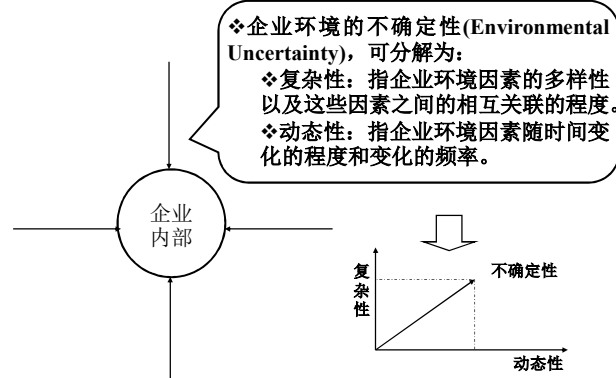 ❖企业环境的不确定性(Environmental
Uncertainty)，可分解为：
❖复杂性：指企业环境因素的多样性
以及这些因素之间的相互关联的程度。
❖动态性：指企业环境因素随时间变
化的程度和变化的频率。
企业
内部
复
杂
性
不确定性
动态性